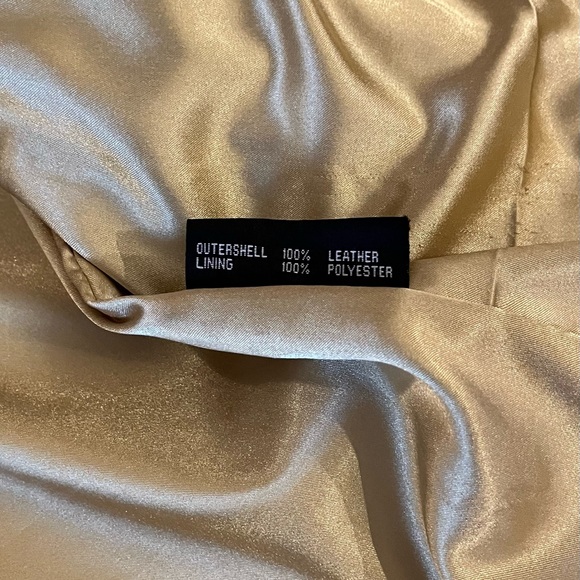 OUTERSHELL 100% LEATHER
LINING 100% POLYESTER